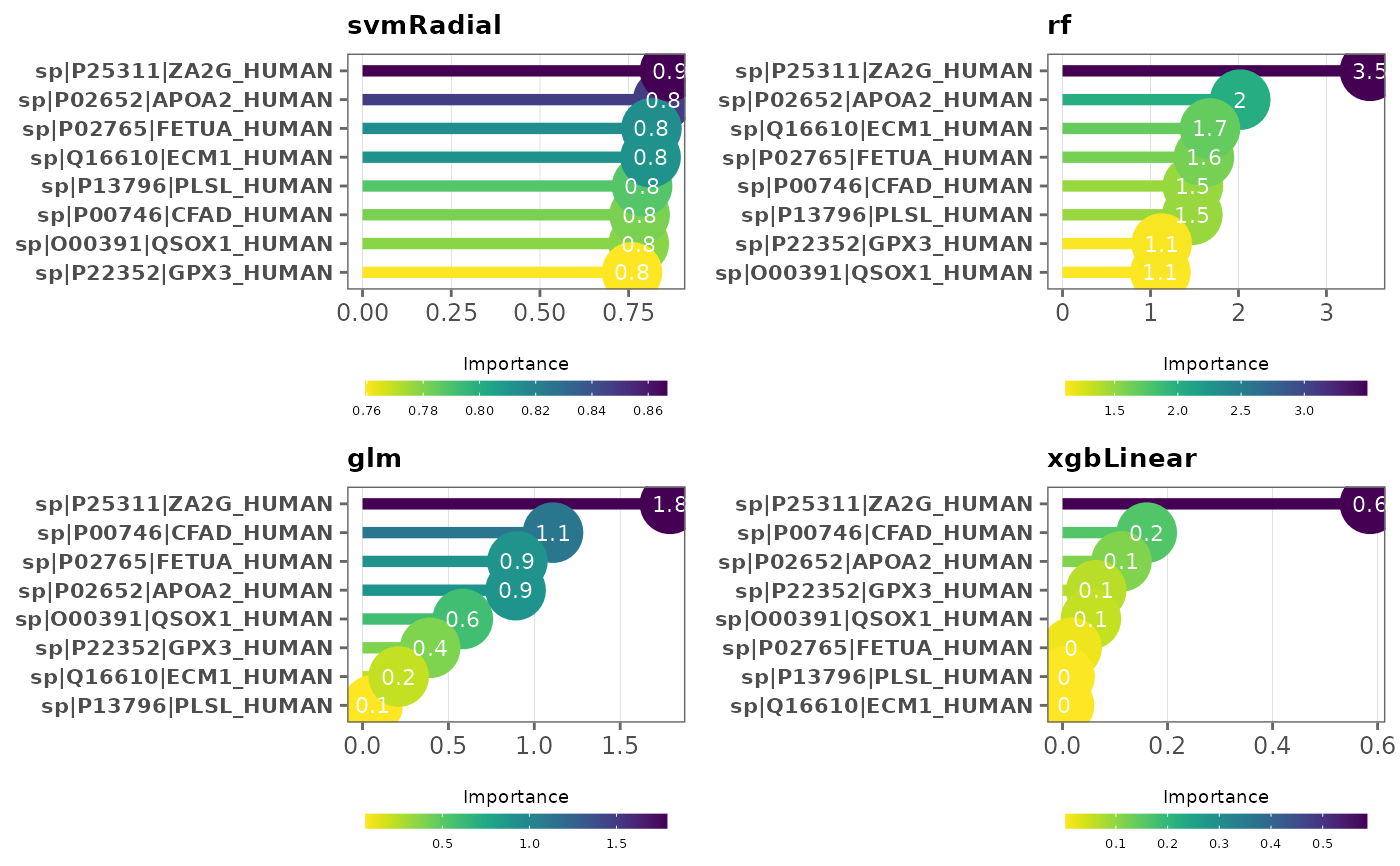 svmRadial
sp|P25311|ZA2G_HUMAN 0.9
sp|P02652|APOA2_HUMAN 0.8
sp|P02765|FETUA_HUMAN 0.8
sp|Q16610|ECM1_HUMAN 0.8
sp|P13796|PLSL_HUMAN 0.8
sp|P00746|CFAD_HUMAN 0.8
sp|O00391|QSOX1_HUMAN 0.8
sp|P22352|GPX3_HUMAN 0.8
0.00 0.25 0.50 0.75
Importance
0.76 0.78 0.80 0.82 0.84 0.86
rf
sp|P25311|ZA2G_HUMAN 3.5
sp|P02652|APOA2_HUMAN 2
sp|Q16610|ECM1_HUMAN 1.7
sp|P02765|FETUA_HUMAN 1.6
sp|P00746|CFAD_HUMAN 1.5
sp|P13796|PLSL_HUMAN 1.5
sp|P22352|GPX3_HUMAN 1.1
sp|O00391|QSOX1_HUMAN 1.1
0 1 2 3
Importance
1.5 2.0 2.5 3.0
glm
sp|P25311|ZA2G_HUMAN 1.8
sp|P00746|CFAD_HUMAN 1.1
sp|P02765|FETUA_HUMAN 0.9
sp|P02652|APOA2_HUMAN 0.9
sp|O00391|QSOX1_HUMAN 0.6
sp|P22352|GPX3_HUMAN 0.4
sp|Q16610|ECM1_HUMAN 0.2
sp|P13796|PLSL_HUMAN 0.1
0.0 0.5 1.0 1.5
Importance
0.5 1.0 1.5
xgbLinear
sp|P25311|ZA2G_HUMAN 0.6
sp|P00746|CFAD_HUMAN 0.2
sp|P02652|APOA2_HUMAN 0.1
sp|P22352|GPX3_HUMAN 0.1
sp|O00391|QSOX1_HUMAN 0.1
sp|P02765|FETUA_HUMAN 0
sp|P13796|PLSL_HUMAN 0
sp|Q16610|ECM1_HUMAN 0
0.0 0.2 0.4 0.6
Importance
0.1 0.2 0.3 0.4 0.5